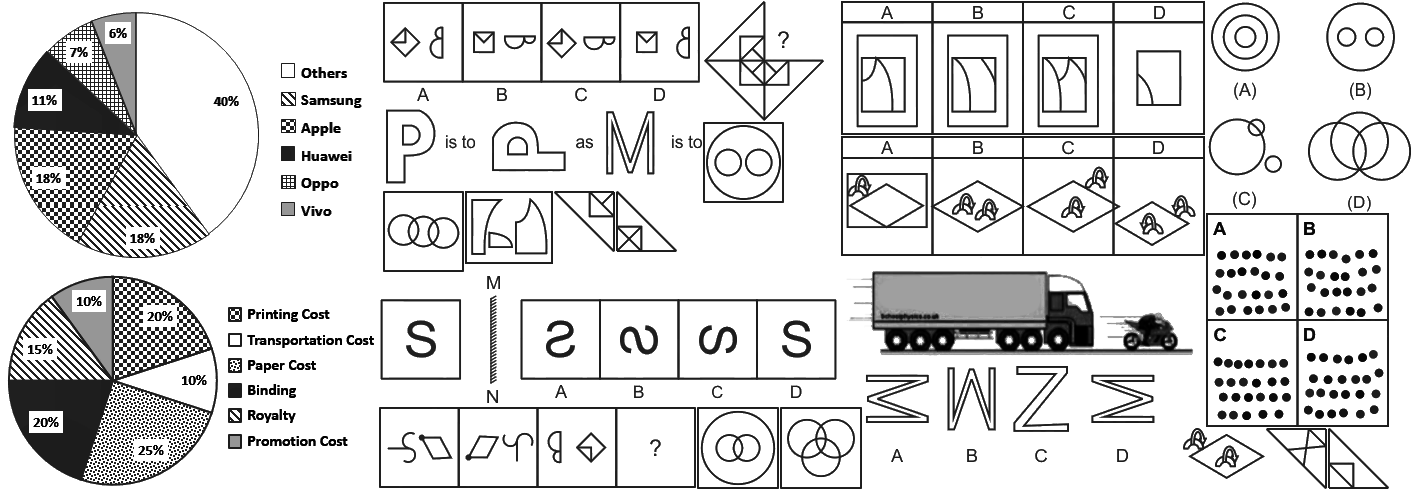 6%
7%
11%
40%
18%
18%
Others
Samsung
Apple
Huawei
Oppo
Vivo
10%
20%
15%
10%
20%
25%
Printing Cost
Transportation Cost
Paper Cost
Binding
Royalty
Promotion Cost
A B C D
?
P is to P as M is to
M
N
S S S S S
A B C D
?
A B C D
A B C D
M M Z M
A B C D
(A) (B)
(C) (D)
A B
C D